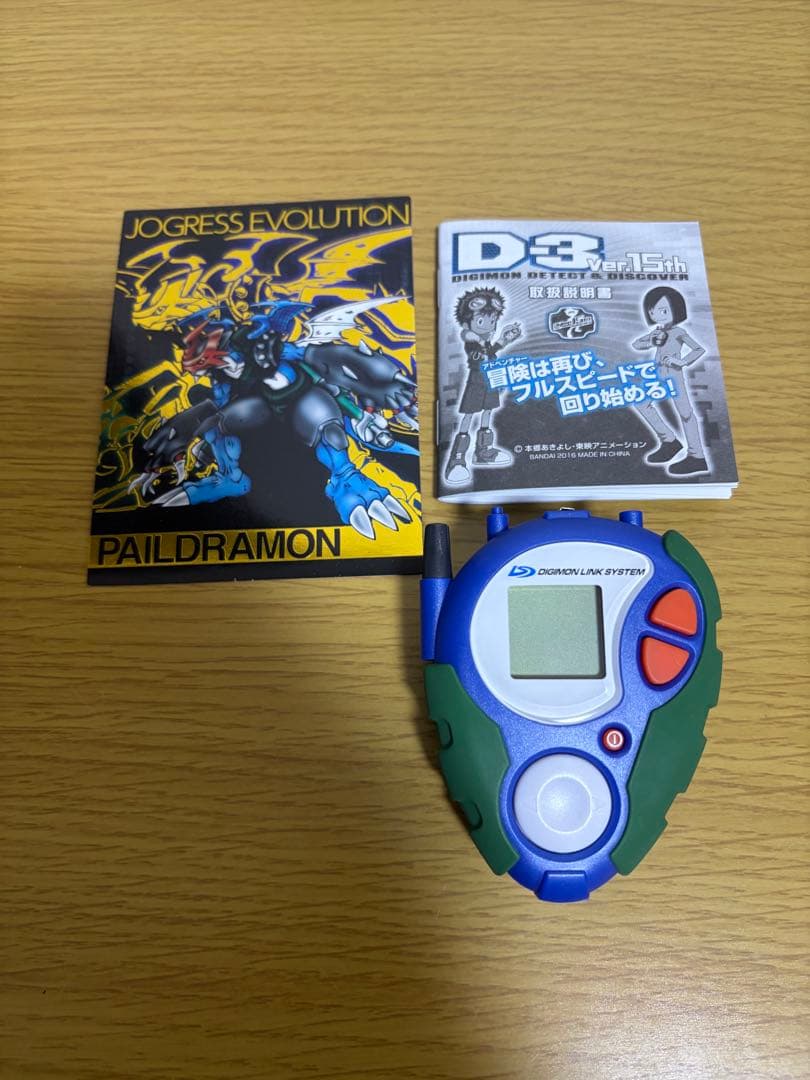 JOGRESS EVOLUTION
PAILDRAMON
D-3 Ver.15th
DIGIMON DETECT & DISCOVER
取扱説明書
アドベンチャー
冒険は再び、
フルスピードで
回り始める!
© 本郷あきよし・東映アニメーション
BANDAI 2016 MADE IN CHINA
DIGIMON LINK SYSTEM